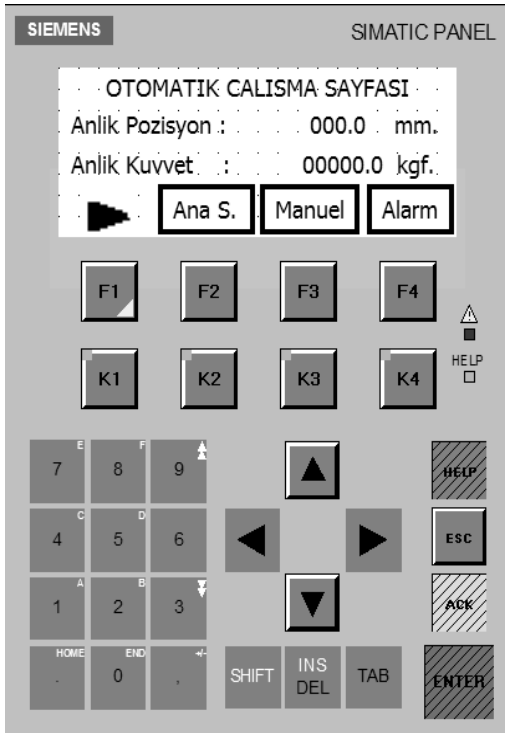 SIEMENS SIMATIC PANEL
OTOMATIK CALISMA SAYFASI
Anlik Pozisyon : 000.0 mm.
Anlik Kuvvet : 00000.0 kgf.
Ana S. Manuel Alarm
F1 F2 F3 F4
HELP
K1 K2 K3 K4
E F
7 8 9 HELP
C D
4 5 6 ESC
A B
1 2 3 ACK
HOME END +/-
. 0 , SHIFT INS DEL TAB ENTER